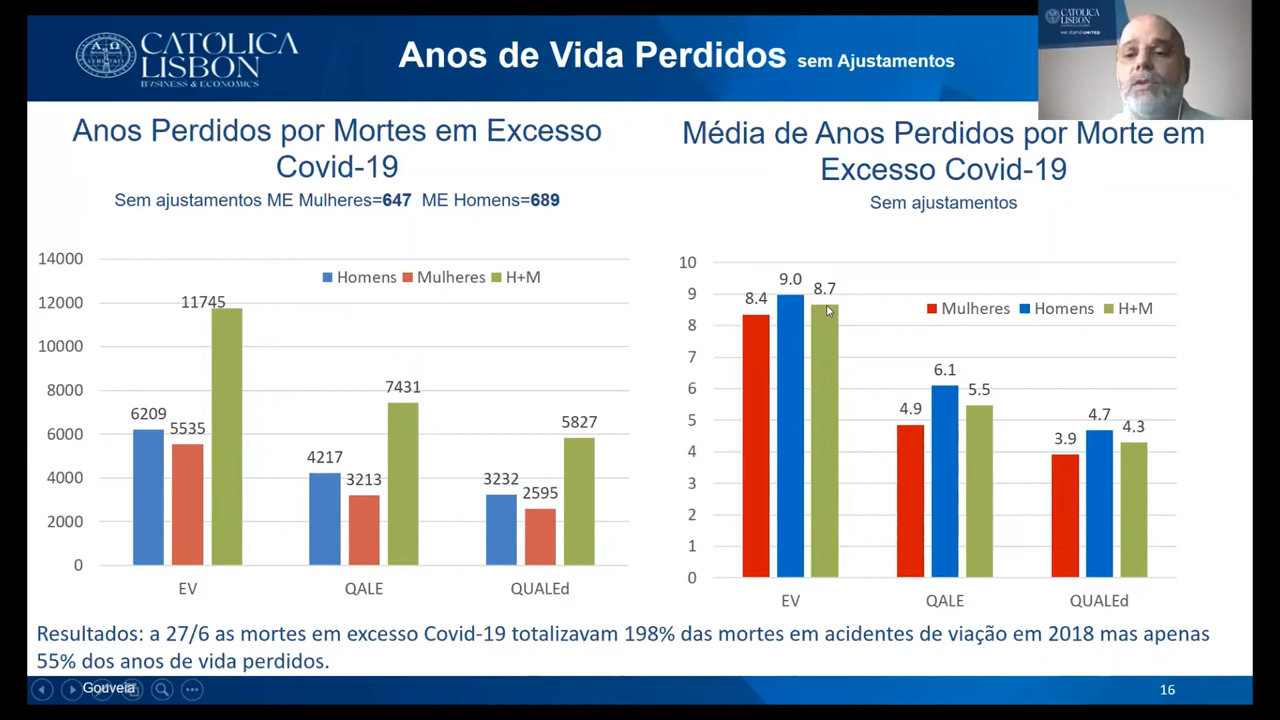 CATÓLICA
LISBON
BUSINESS & ECONOMICS
Anos de Vida Perdidos sem Ajustamentos
CATÓLICA
LISBON
we stand UNITED
Anos Perdidos por Mortes em Excesso
Covid-19
Sem ajustamentos ME Mulheres=647 ME Homens=689
14000
12000
10000
8000
6000
4000
2000
0
Homens Mulheres H+M
6209
5535
11745
4217
3213
7431
3232
2595
5827
EV
QALE
QUALEd
Média de Anos Perdidos por Morte em
Excesso Covid-19
Sem ajustamentos
10
9
8
7
6
5
4
3
2
1
0
Mulheres Homens H+M
8.4
9.0
8.7
4.9
6.1
5.5
3.9
4.7
4.3
EV
QALE
QUALEd
Resultados: a 27/6 as mortes em excesso Covid-19 totalizavam 198% das mortes em acidentes de viação em 2018 mas apenas
55% dos anos de vida perdidos.
Gouveia
16